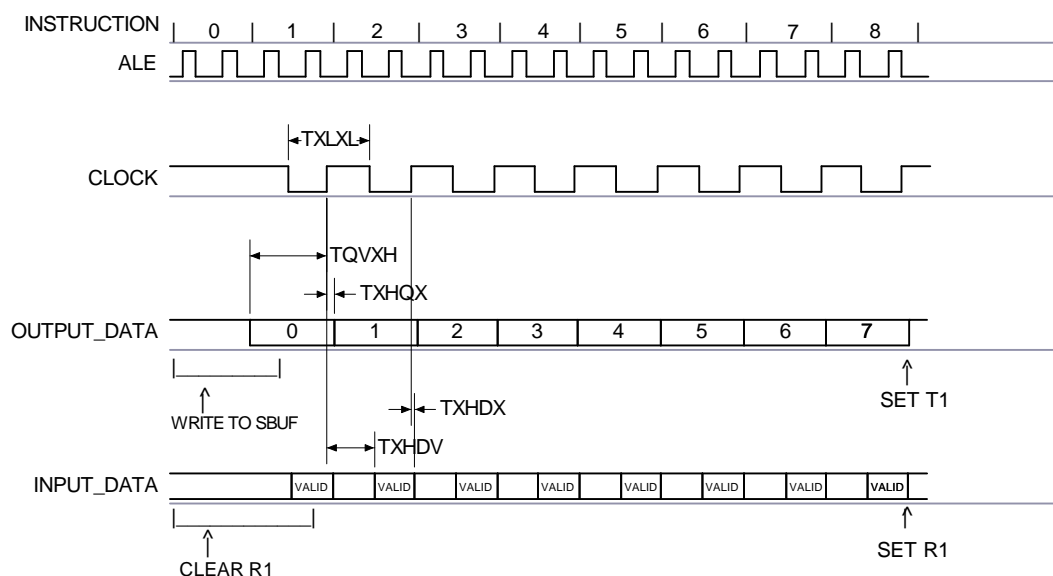 INSTRUCTION 0 1 2 3 4 5 6 7 8
ALE
TXLXL
CLOCK
TQVXH
TXHQX
OUTPUT_DATA 0 1 2 3 4 5 6 7
SET T1
WRITE TO SBUF
TXHDX
TXHDV
INPUT_DATA VALID VALID VALID VALID VALID VALID VALID VALID
SET R1
CLEAR R1